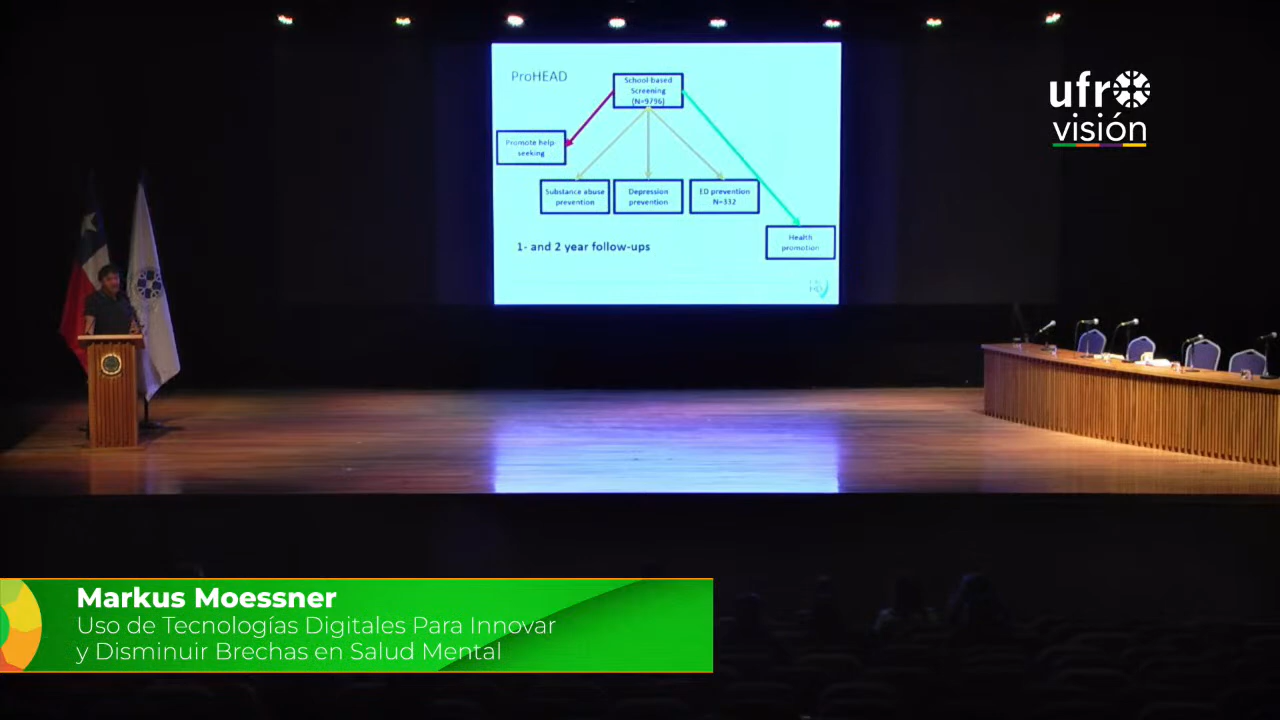 ProHEAD
School based
Screening
(N=9796)
Promote help-
seeking
Substance abuse
prevention
Depression
prevention
ED prevention
N=332
Health
promotion
1- and 2 year follow-ups
ufro
visión
Markus Moessner
Uso de Tecnologías Digitales Para Innovar
y Disminuir Brechas en Salud Mental